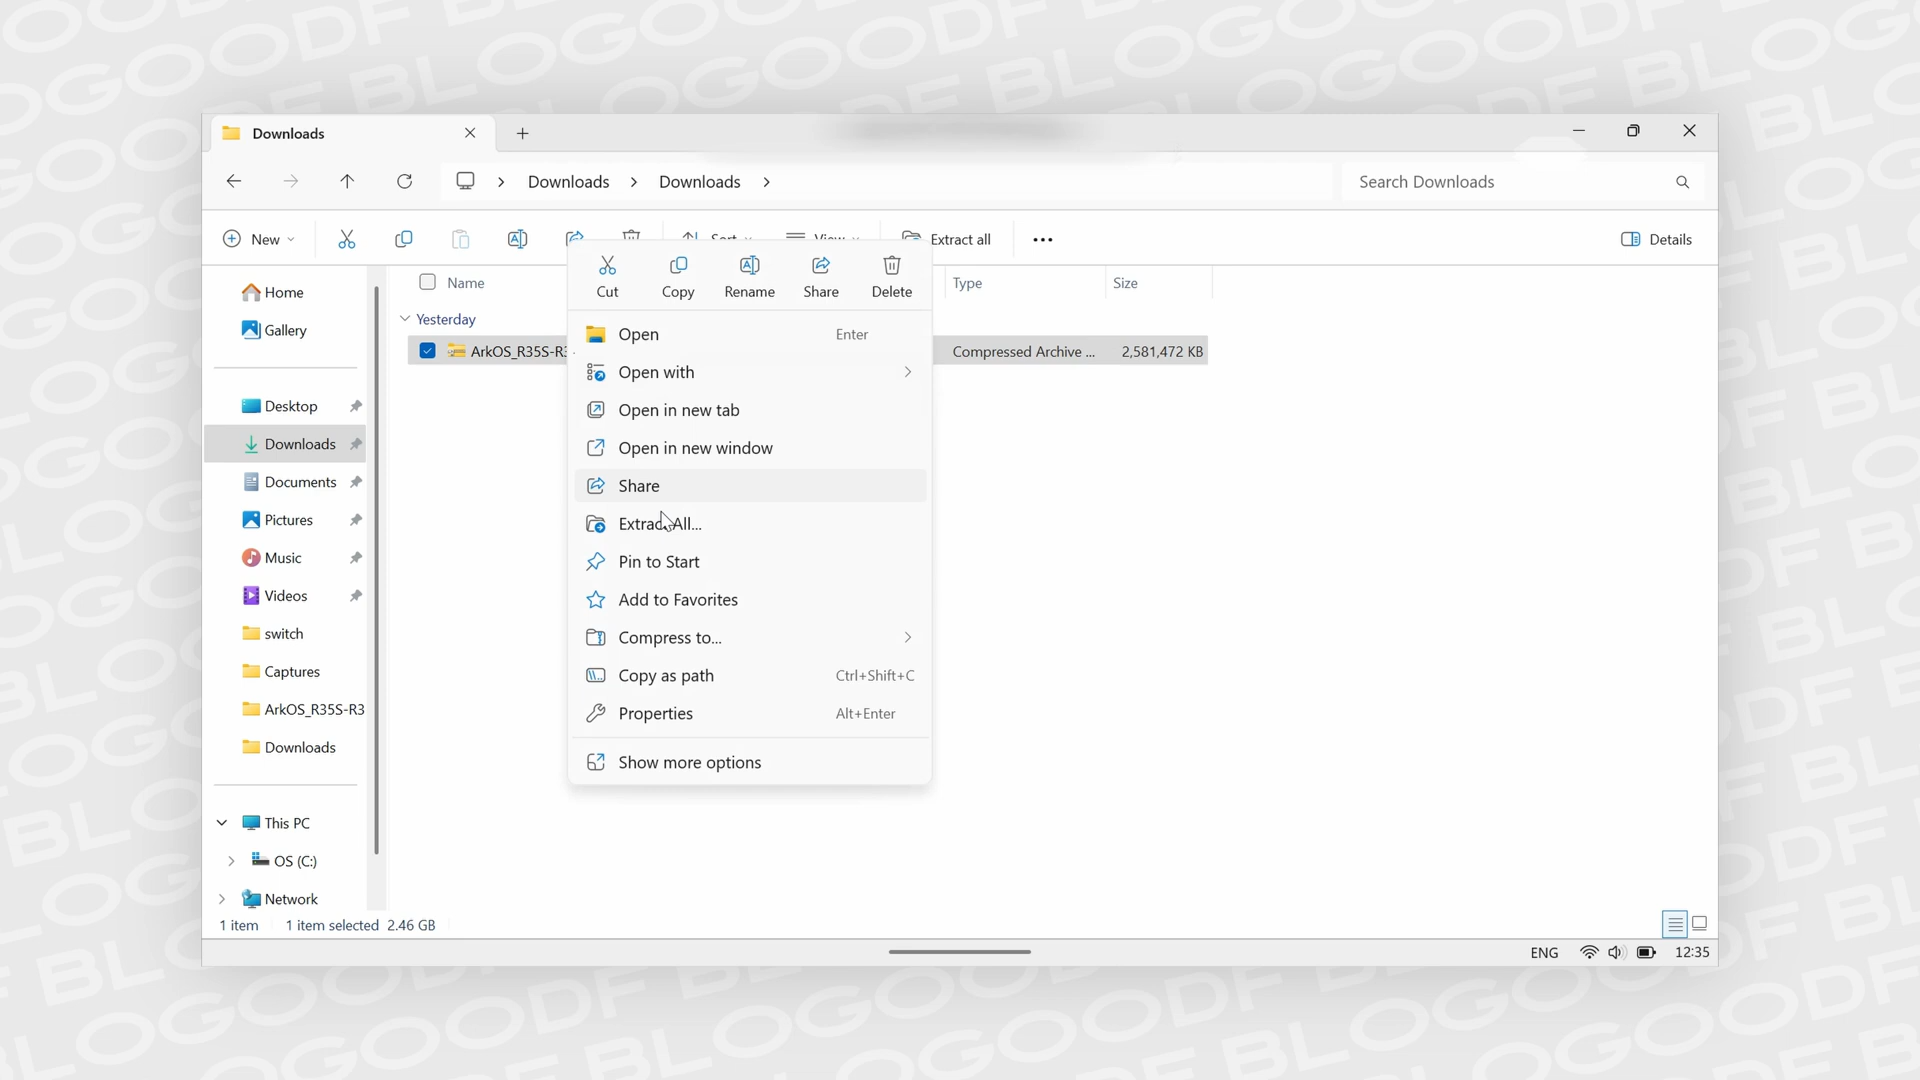 Downloads
Downloads
Downloads
Search Downloads
New
Extract all
Details
Cut
Copy
Rename
Share
Delete
Name
Type
Size
Yesterday
ArkOS_R35S-R3
Compressed Archive ...
2,581,472 KB
Home
Gallery
Desktop
Downloads
Documents
Pictures
Music
Videos
switch
Captures
ArkOS_R35S-R3
Downloads
This PC
OS (C:)
Network
Open
Enter
Open with
Open in new tab
Open in new window
Share
Extract All...
Pin to Start
Add to Favorites
Compress to...
Copy as path
Ctrl+Shift+C
Properties
Alt+Enter
Show more options
1 item
1 item selected 2.46 GB
ENG
12:35